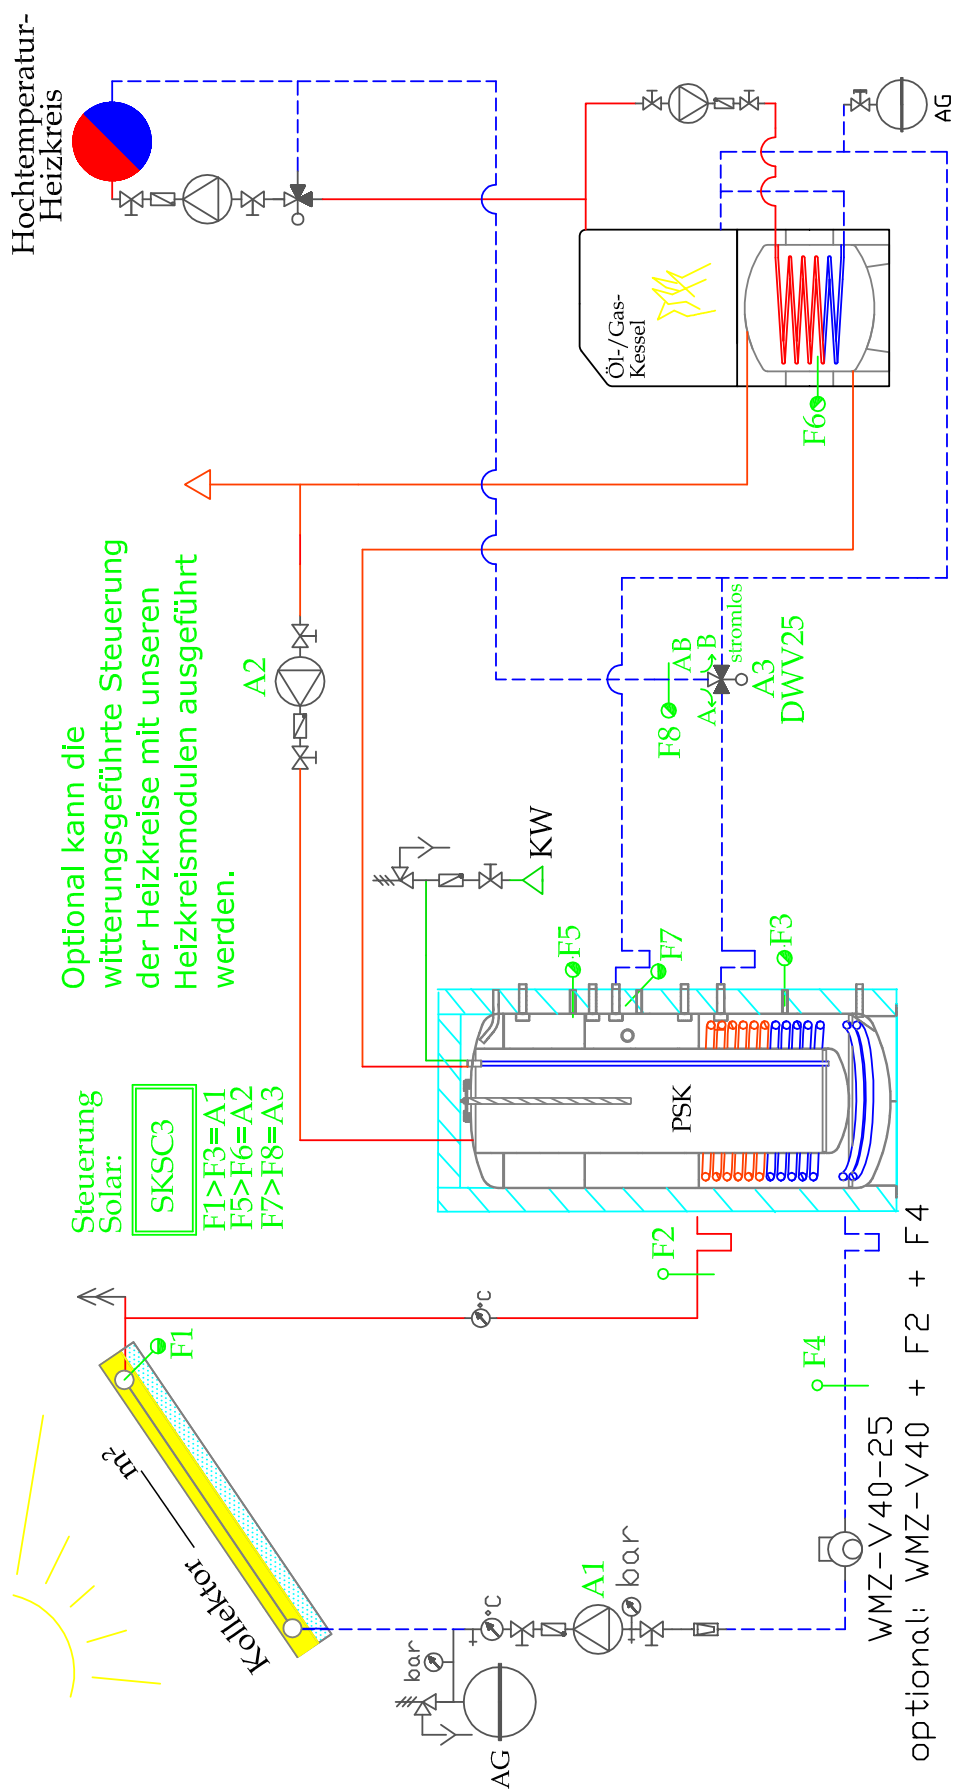 Hochtemperatur-
Heizkreis
Optional kann die
witterungsgeführte Steuerung
der Heizkreise mit unseren
Heizkreismodulen ausgeführt
werden.
Steuerung
Solar:
SKSC3
F1>F3=A1
F5>F6=A2
F7>F8=A3
A2
Öl-/Gas-
Kessel
F6
AG
KW
F8
AB
A
B
stromlos
A3
DWV25
F5
F7
F3
PSK
F2
F1
°C
Kollektor
m²
F4
bar
°C
A1
bar
AG
WMZ-V40-25
optional: WMZ-V40 + F2 + F4